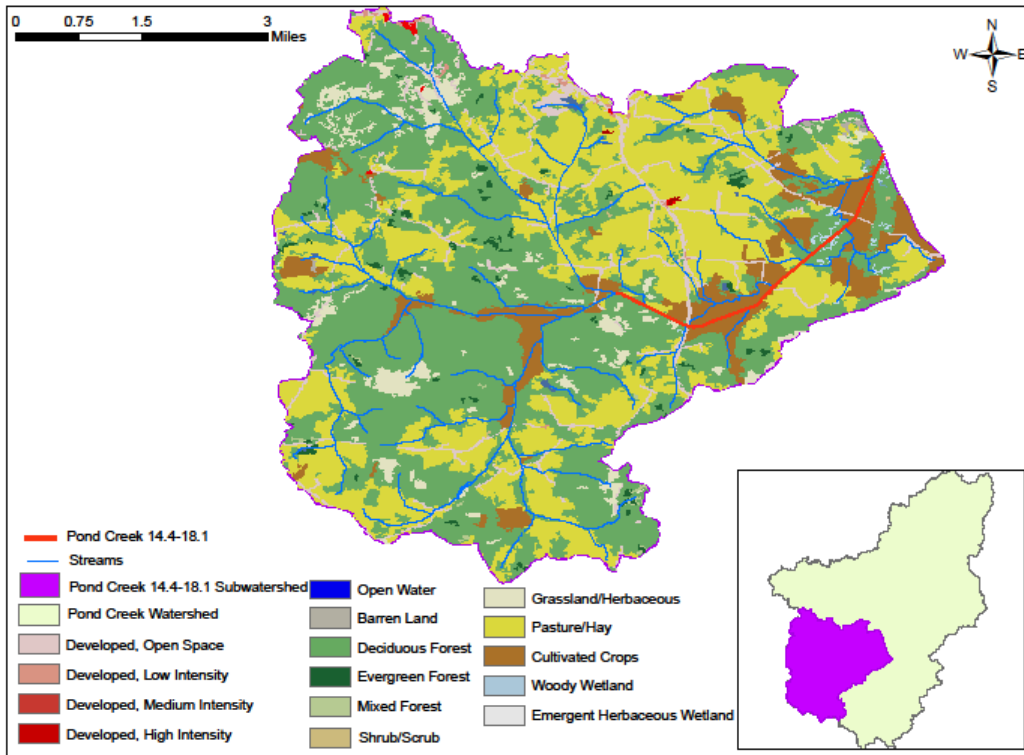 0 0.75 1.5 3
Miles
N
W E
S
Pond Creek 14.4-18.1
Streams
Pond Creek 14.4-18.1 Subwatershed
Pond Creek Watershed
Developed, Open Space
Developed, Low Intensity
Developed, Medium Intensity
Developed, High Intensity
Open Water
Barren Land
Deciduous Forest
Evergreen Forest
Mixed Forest
Shrub/Scrub
Grassland/Herbaceous
Pasture/Hay
Cultivated Crops
Woody Wetland
Emergent Herbaceous Wetland